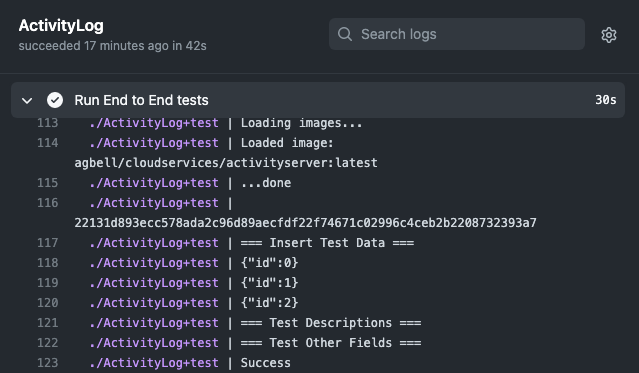 ActivityLog
succeeded 17 minutes ago in 42s
Search logs
Run End to End tests 30s
113 ./ActivityLog+test | Loading images...
114 ./ActivityLog+test | Loaded image:
agbell/cloudservices/activityserver:latest
115 ./ActivityLog+test | ...done
116 ./ActivityLog+test |
22131d893ecc578ada2c96d89aecfdf22f74671c02996c4ceb2b2208732393a7
117 ./ActivityLog+test | === Insert Test Data ===
118 ./ActivityLog+test | {"id":0}
119 ./ActivityLog+test | {"id":1}
120 ./ActivityLog+test | {"id":2}
121 ./ActivityLog+test | === Test Descriptions ===
122 ./ActivityLog+test | === Test Other Fields ===
123 ./ActivityLog+test | Success